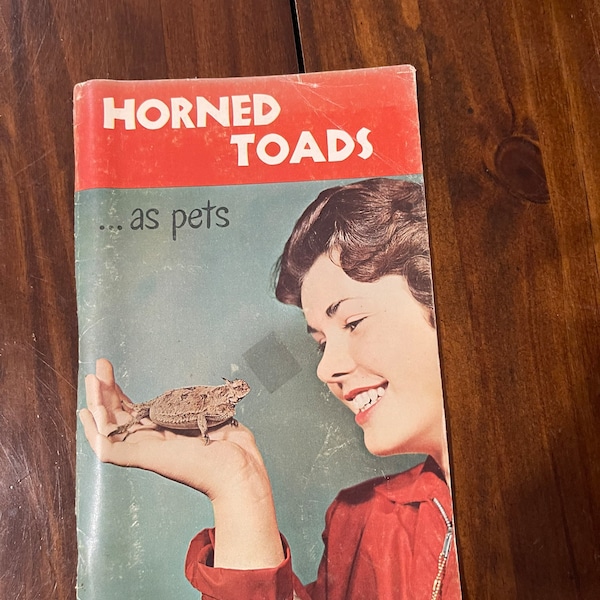 HORNED
TOADS
...as pets